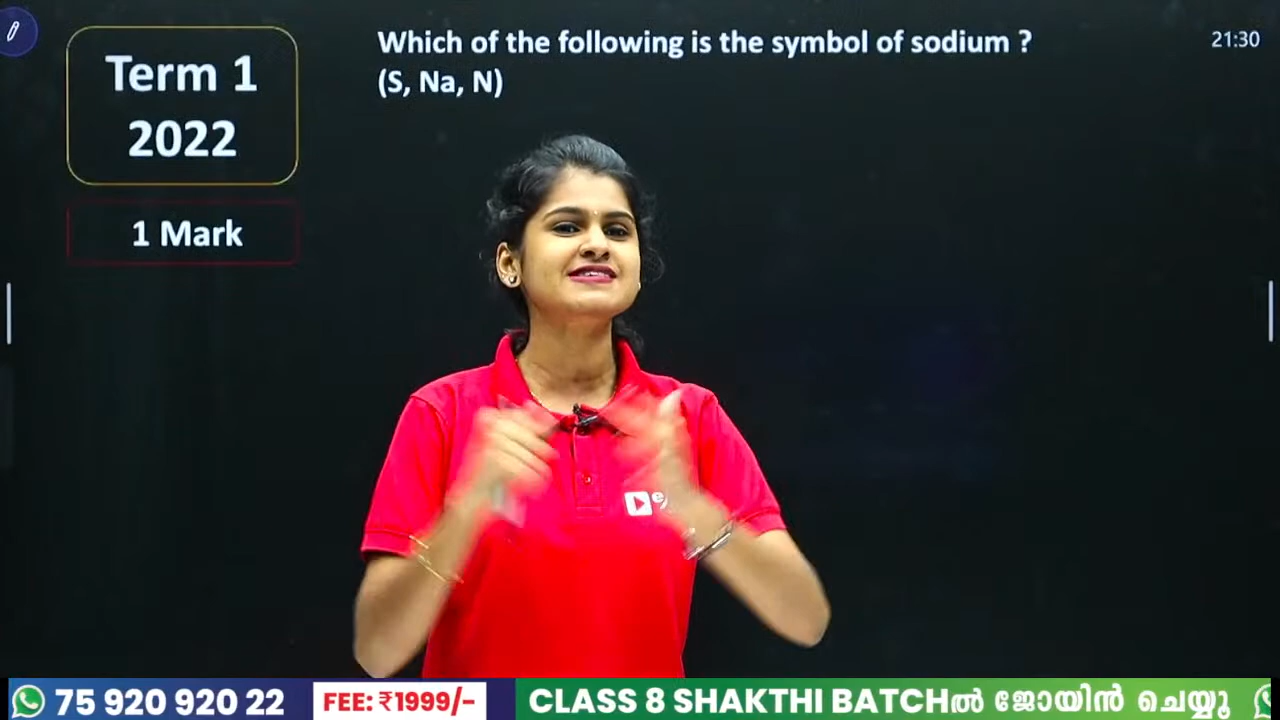 Term 1
2022
1 Mark
Which of the following is the symbol of sodium ?
(S, Na, N)
21:30
75 920 920 22
FEE: ₹1999/-
CLASS 8 SHAKTHI BATCHൽ ജോയിൻ ചെയ്യൂ